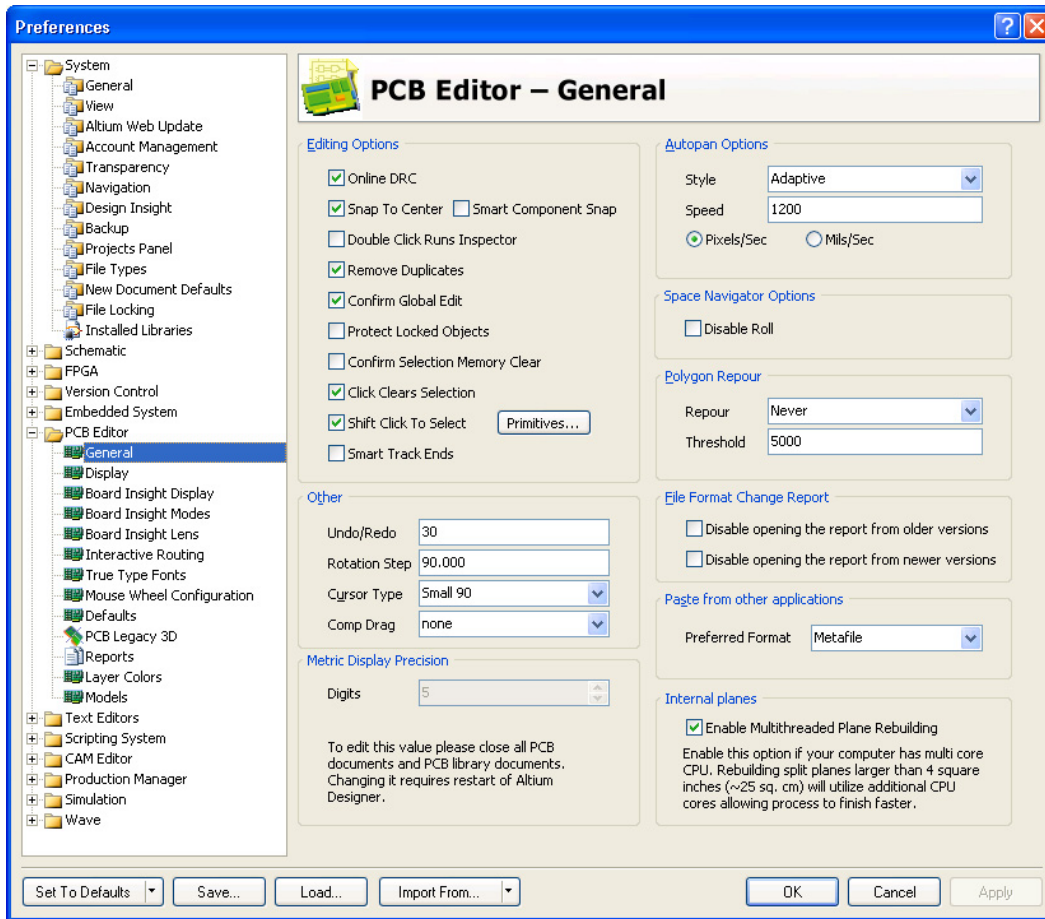 Preferences
System
General
View
Altium Web Update
Account Management
Transparency
Navigation
Design Insight
Backup
Projects Panel
File Types
New Document Defaults
File Locking
Installed Libraries
Schematic
FPGA
Version Control
Embedded System
PCB Editor
General
Display
Board Insight Display
Board Insight Modes
Board Insight Lens
Interactive Routing
True Type Fonts
Mouse Wheel Configuration
Defaults
PCB Legacy 3D
Reports
Layer Colors
Models
Text Editors
Scripting System
CAM Editor
Production Manager
Simulation
Wave
PCB Editor – General
Editing Options
Online DRC
Snap To Center Smart Component Snap
Double Click Runs Inspector
Remove Duplicates
Confirm Global Edit
Protect Locked Objects
Confirm Selection Memory Clear
Click Clears Selection
Shift Click To Select Primitives...
Smart Track Ends
Other
Undo/Redo 30
Rotation Step 90.000
Cursor Type Small 90
Comp Drag none
Metric Display Precision
Digits 5
To edit this value please close all PCB
documents and PCB library documents.
Changing it requires restart of Altium
Designer.
Autopan Options
Style Adaptive
Speed 1200
Pixels/Sec Mils/Sec
Space Navigator Options
Disable Roll
Polygon Repour
Repour Never
Threshold 5000
File Format Change Report
Disable opening the report from older versions
Disable opening the report from newer versions
Paste from other applications
Preferred Format Metafile
Internal planes
Enable Multithreaded Plane Rebuilding
Enable this option if your computer has multi core
CPU. Rebuilding split planes larger than 4 square
inches (~25 sq. cm) will utilize additional CPU
cores allowing process to finish faster.
Set To Defaults Save... Load... Import From... OK Cancel Apply